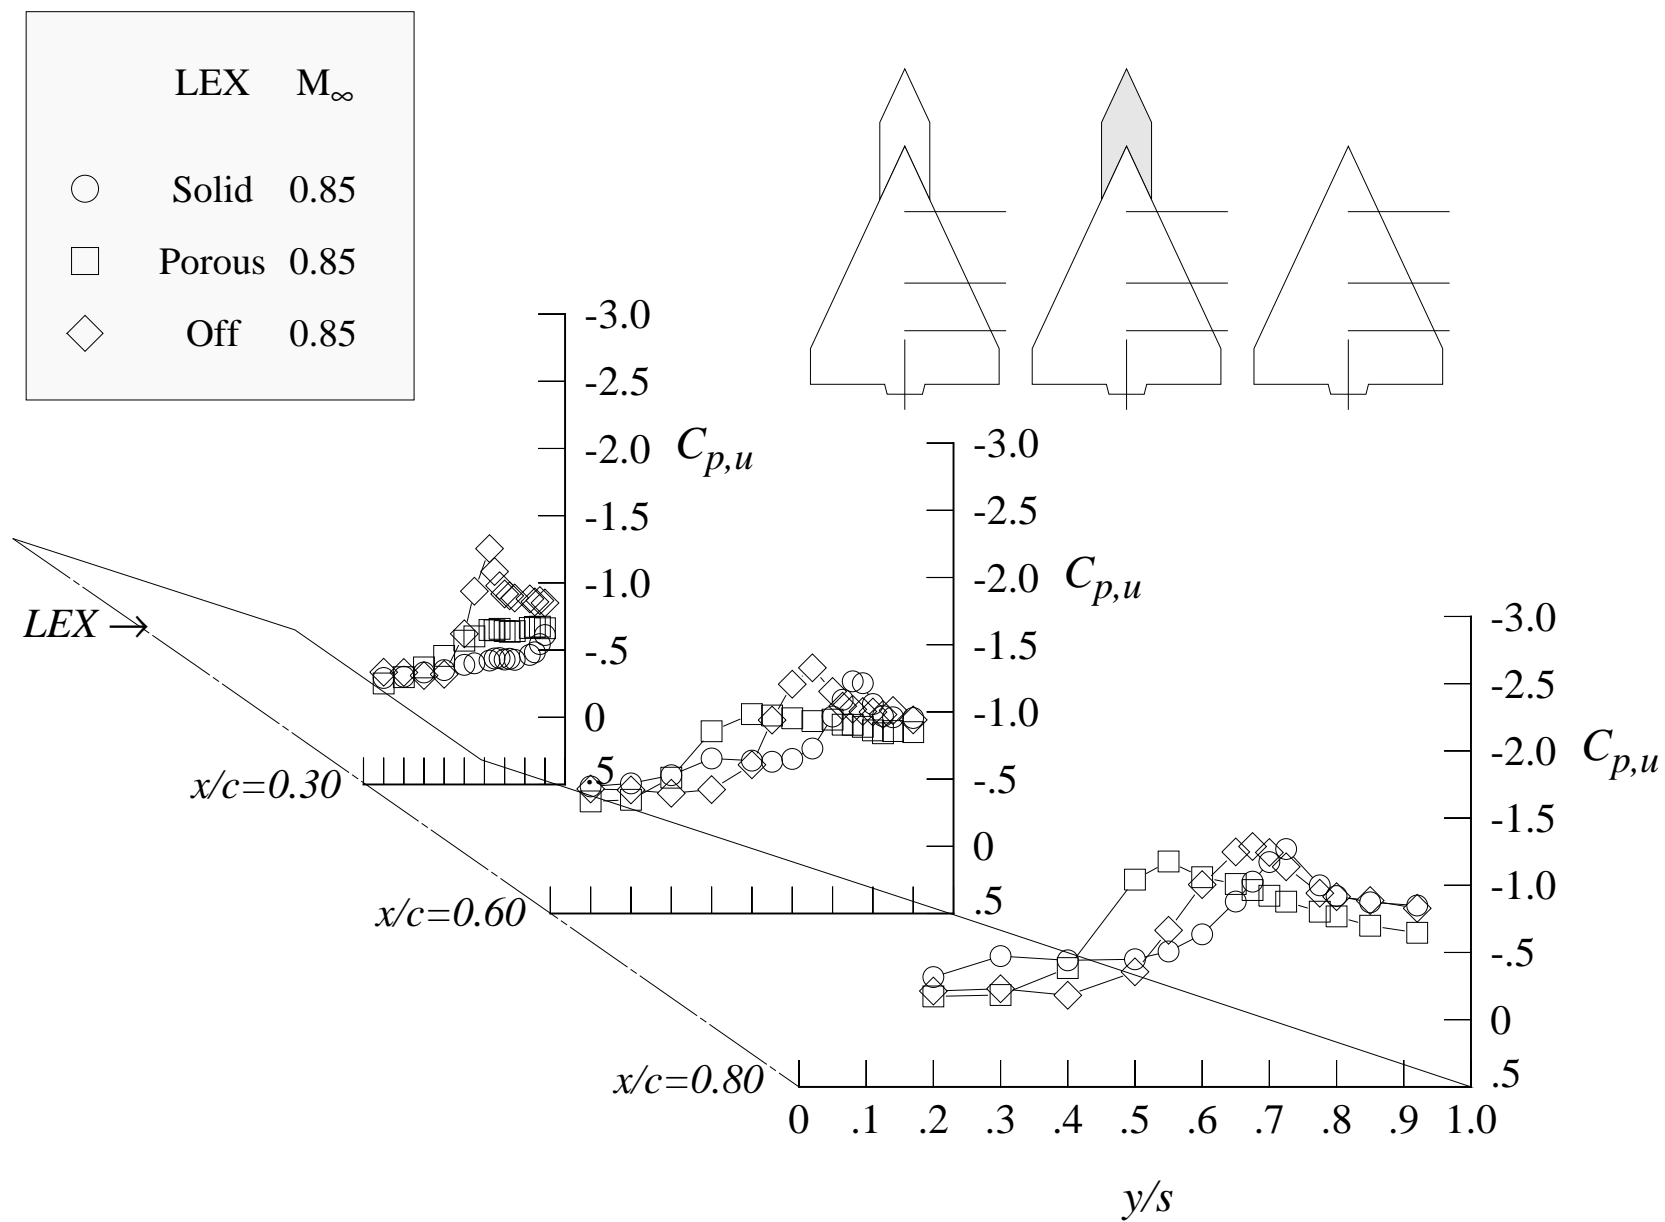 LEX M∞
Solid 0.85
Porous 0.85
Off 0.85
-3.0
-2.5
-2.0
-1.5
-1.0
-.5
0
.5
Cp,u
x/c=0.30
LEX →
-3.0
-2.5
-2.0
-1.5
-1.0
-.5
0
.5
Cp,u
x/c=0.60
-3.0
-2.5
-2.0
-1.5
-1.0
-.5
0
.5
Cp,u
x/c=0.80
0 .1 .2 .3 .4 .5 .6 .7 .8 .9 1.0
y/s